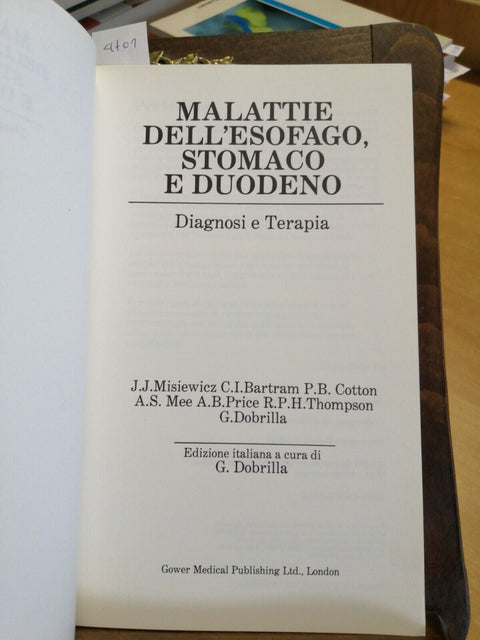 MALATTIE
DELL'ESOFAGO,
STOMACO
E DUODENO
Diagnosi e Terapia
J.J.Misiewicz C.I.Bartram P.B. Cotton
A.S. Mee A.B.Price R.P.H.Thompson
G.Dobrilla
Edizione italiana a cura di
G. Dobrilla
Gower Medical Publishing Ltd., London